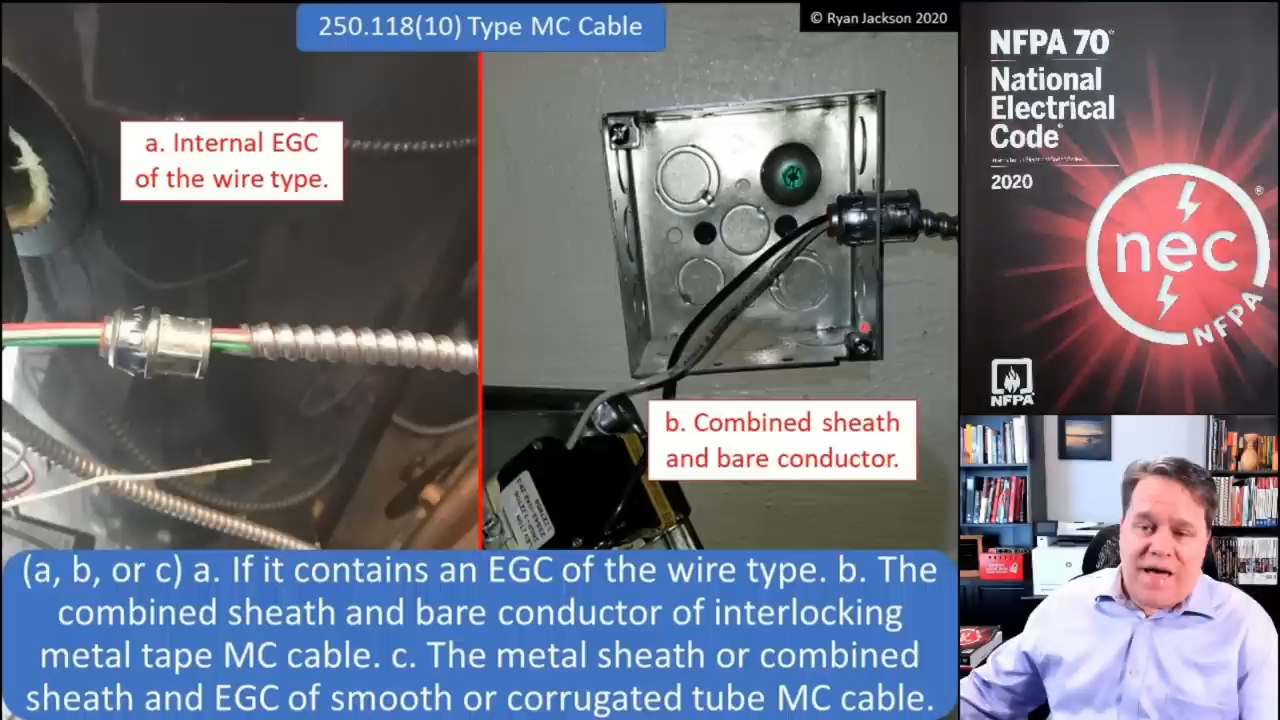 250.118(10) Type MC Cable
© Ryan Jackson 2020
a. Internal EGC
of the wire type.
b. Combined sheath
and bare conductor.
(a, b, or c) a. If it contains an EGC of the wire type. b. The
combined sheath and bare conductor of interlocking
metal tape MC cable. c. The metal sheath or combined
sheath and EGC of smooth or corrugated tube MC cable.
NFPA 70®
National
Electrical
Code®
2020
nec
®
NFPA
NFPA